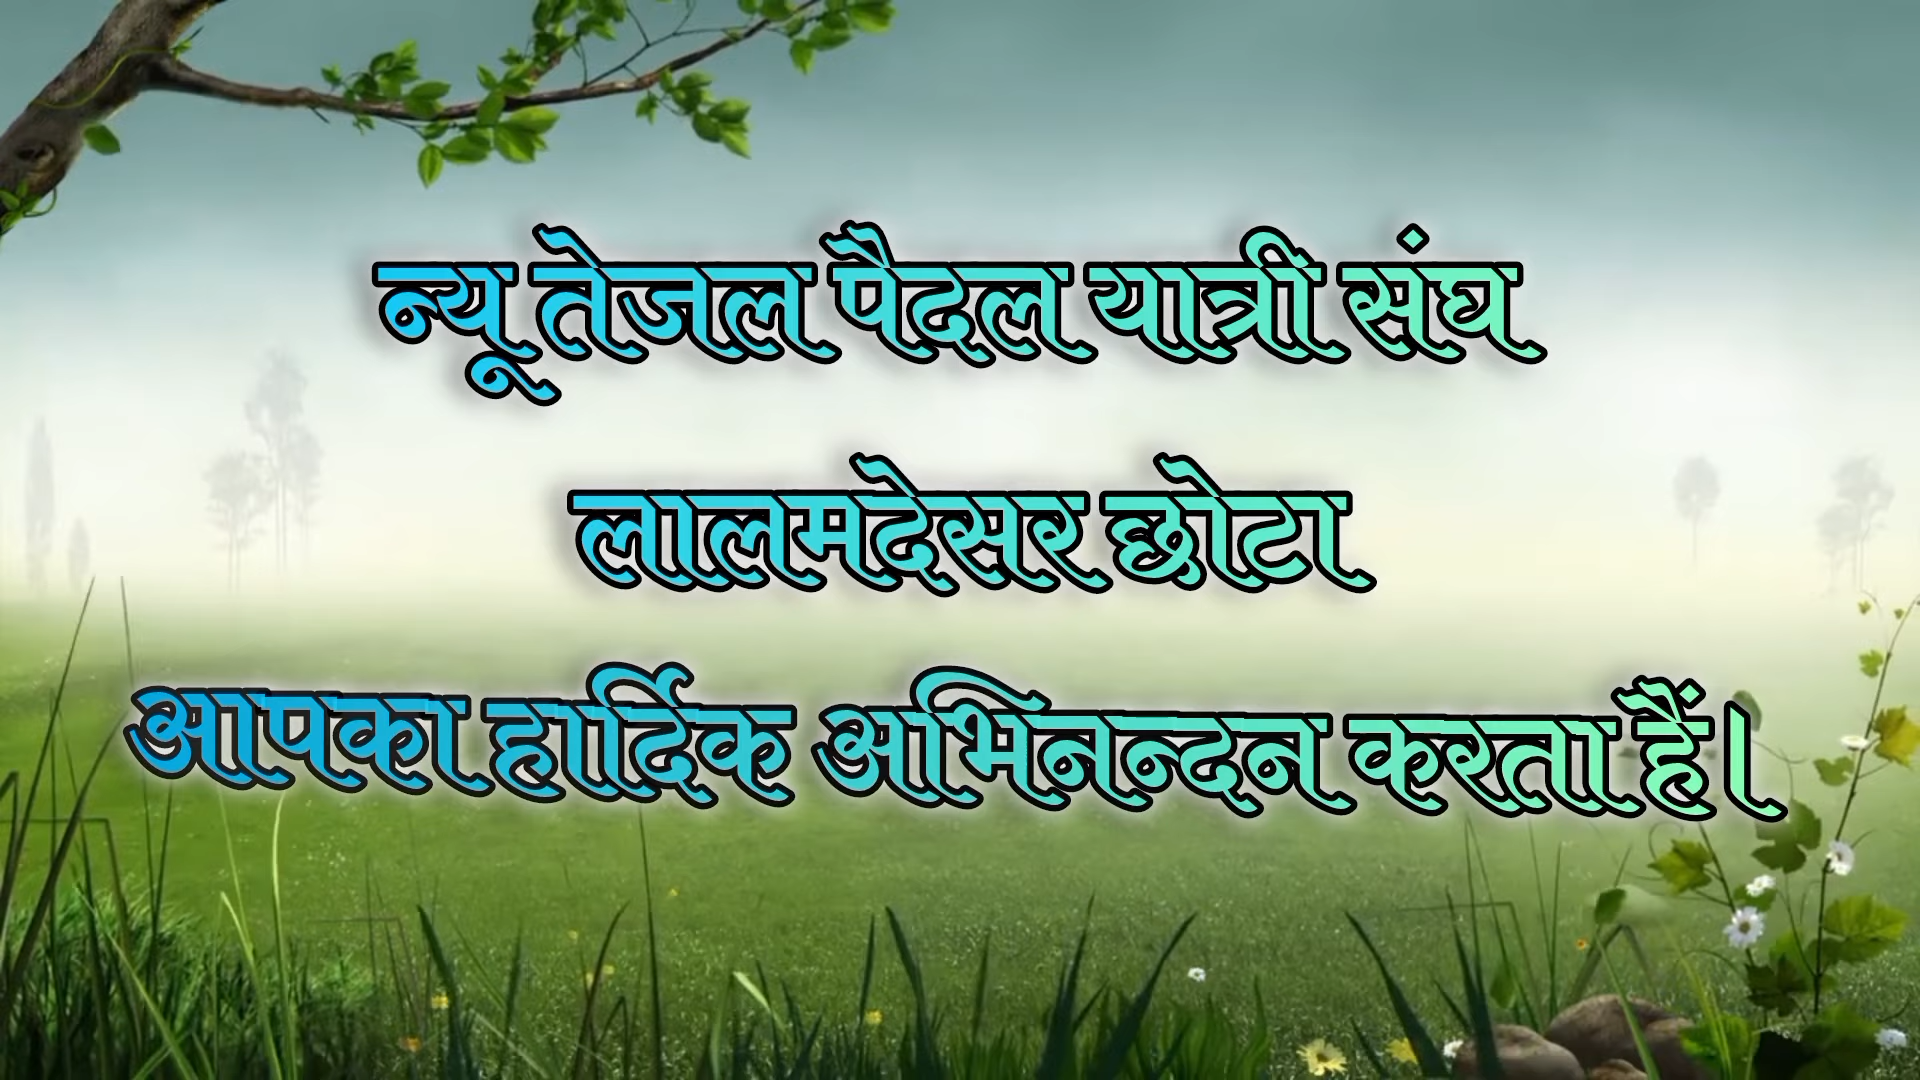 न्यू तेजल पैदल यात्री संघ
लालमदेसर छोटा
आपका हार्दिक अभिनन्दन करता हैं।